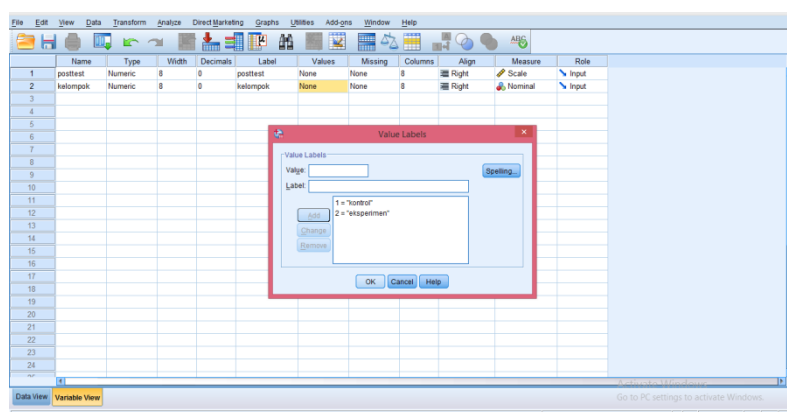 File Edit View Data Transform Analyze Direct Marketing Graphs Utilities Add-ons Window Help
ABC
Name Type Width Decimals Label Values Missing Columns Align Measure Role
1 posttest Numeric 8 0 posttest None None 8 Right Scale Input
2 kelompok Numeric 8 0 kelompok None None 8 Right Nominal Input
3
4
5
6
7
8
9
10
11
12
13
14
15
16
17
18
19
20
21
22
23
24
Value Labels
Value Labels
Value:
Spelling...
Label:
1 = "kontrol"
2 = "eksperimen"
Add
Change
Remove
OK Cancel Help
Data View Variable View
Activate Windows
Go to PC settings to activate Windows.